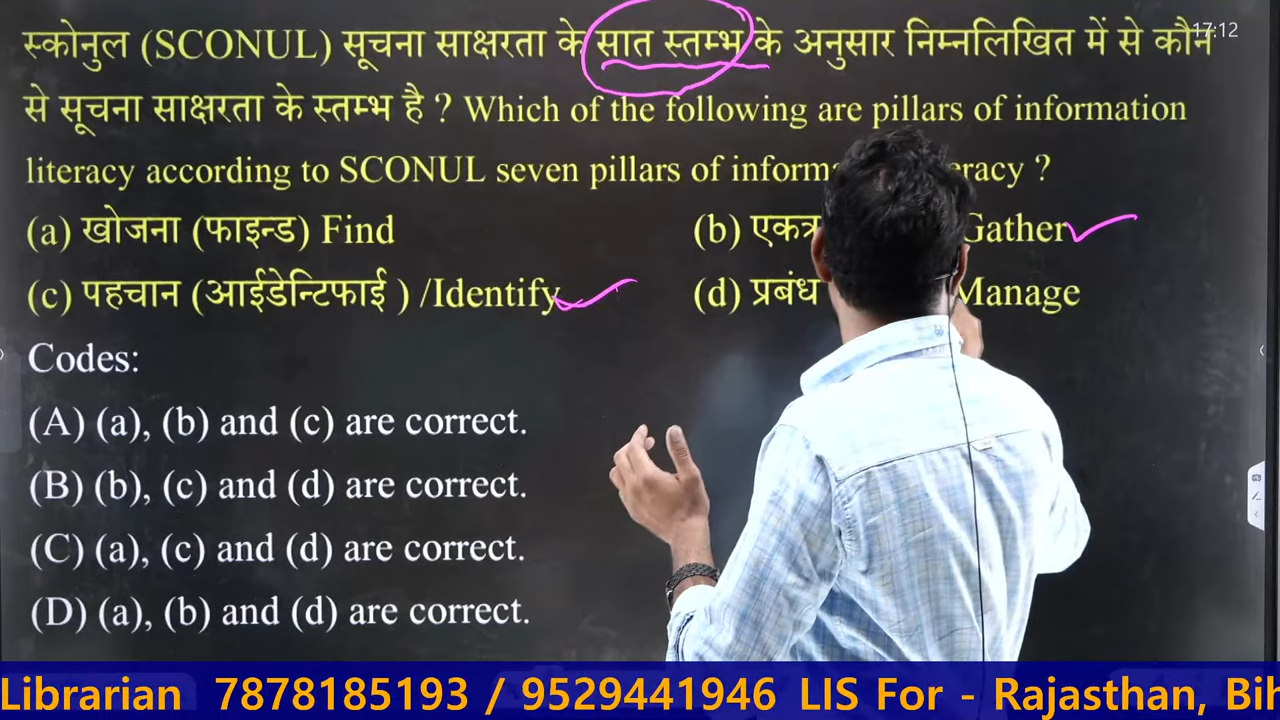 स्कोनुल (SCONUL) सूचना साक्षरता के सात स्तम्भ के अनुसार निम्नलिखित में से कौन
17:12
से सूचना साक्षरता के स्तम्भ है ? Which of the following are pillars of information
literacy according to SCONUL seven pillars of inform eracy ?
(a) खोजना (फाइन्ड) Find (b) एकत्र Gather
(c) पहचान (आईडेन्टिफाई ) /Identify (d) प्रबंध Manage
Codes:
(A) (a), (b) and (c) are correct.
(B) (b), (c) and (d) are correct.
(C) (a), (c) and (d) are correct.
(D) (a), (b) and (d) are correct.
Librarian 7878185193 / 9529441946 LIS For - Rajasthan, Bih